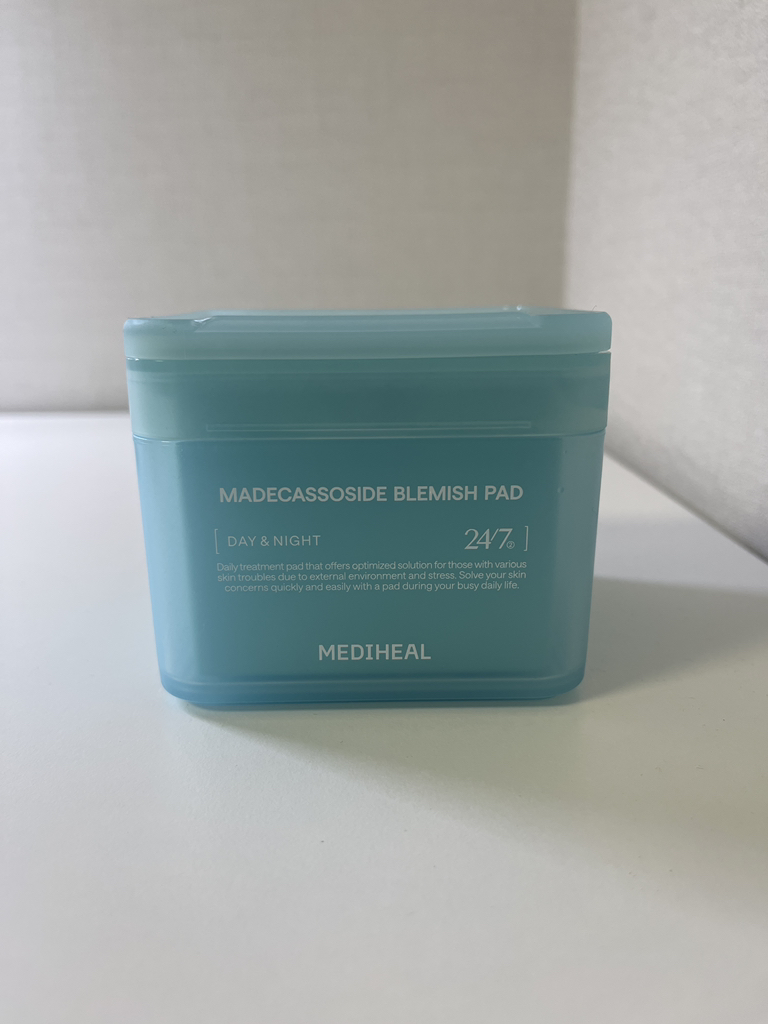 MADECASSOSIDE BLEMISH PAD
[ DAY & NIGHT 24/7 ]
Daily treatment pad that offers optimized solution for those with various
skin troubles due to external environment and stress. Solve your skin
concerns quickly and easily with a pad during your busy daily life.
MEDIHEAL